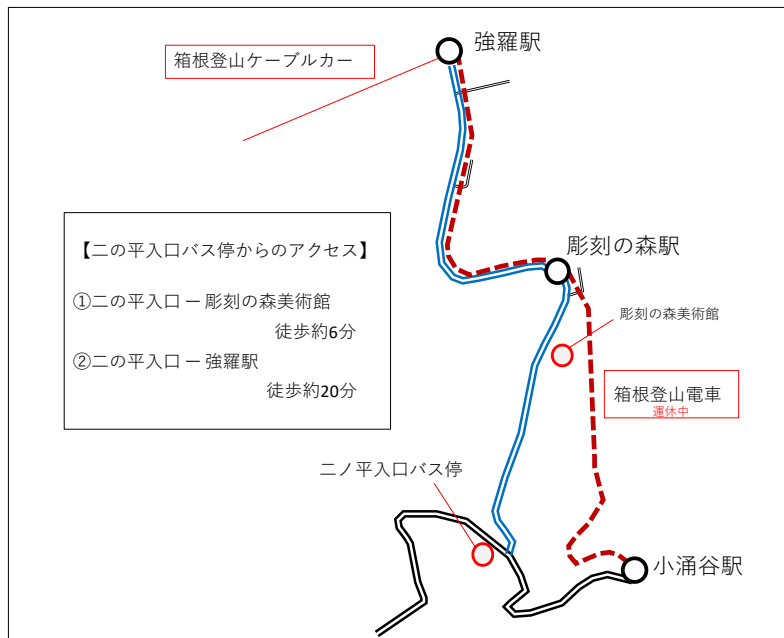 強羅駅
箱根登山ケーブルカー
【二の平入口バス停からのアクセス】
①二の平入口ー彫刻の森美術館
徒歩約6分
②二の平入口ー強羅駅
徒歩約20分
彫刻の森駅
彫刻の森美術館
箱根登山電車
運休中
二ノ平入口バス停
小涌谷駅